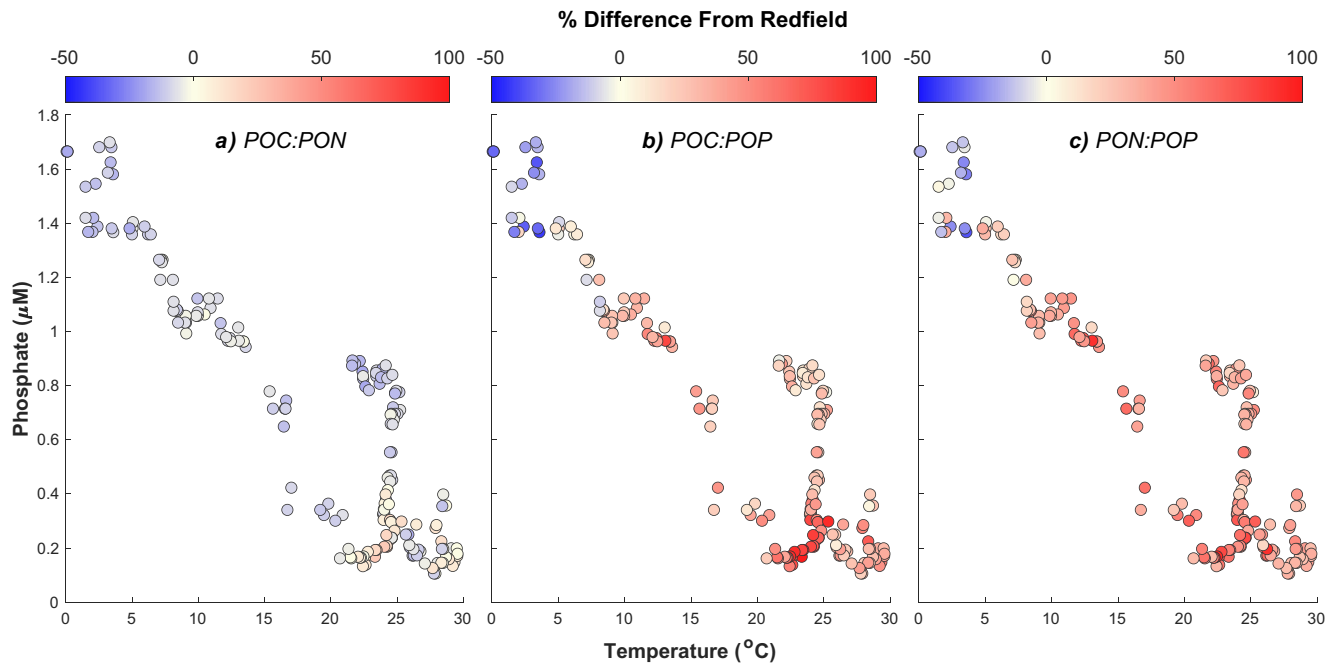 % Difference From Redfield
-50 0 50 100 -50 0 50 100 -50 0 50 100
1.8
a) POC:PON b) POC:POP c) PON:POP
1.6
1.4
1.2
1
0.8
0.6
0.4
0.2
0
Phosphate (μM)
0 5 10 15 20 25 30 0 5 10 15 20 25 30 0 5 10 15 20 25 30
Temperature (°C)